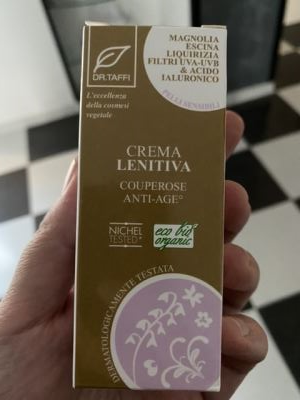 DR.TAFFI
L'eccellenza
della cosmesi
vegetale
MAGNOLIA
ESCINA
LIQUIRIZIA
FILTRI UVA-UVB
& ACIDO
IALURONICO
PELLI SENSIBILI
CREMA
LENITIVA
COUPEROSE
ANTI-AGE°
NICHEL
TESTED*
eco bio
organic
DERMATOLOGICAMENTE TESTATA